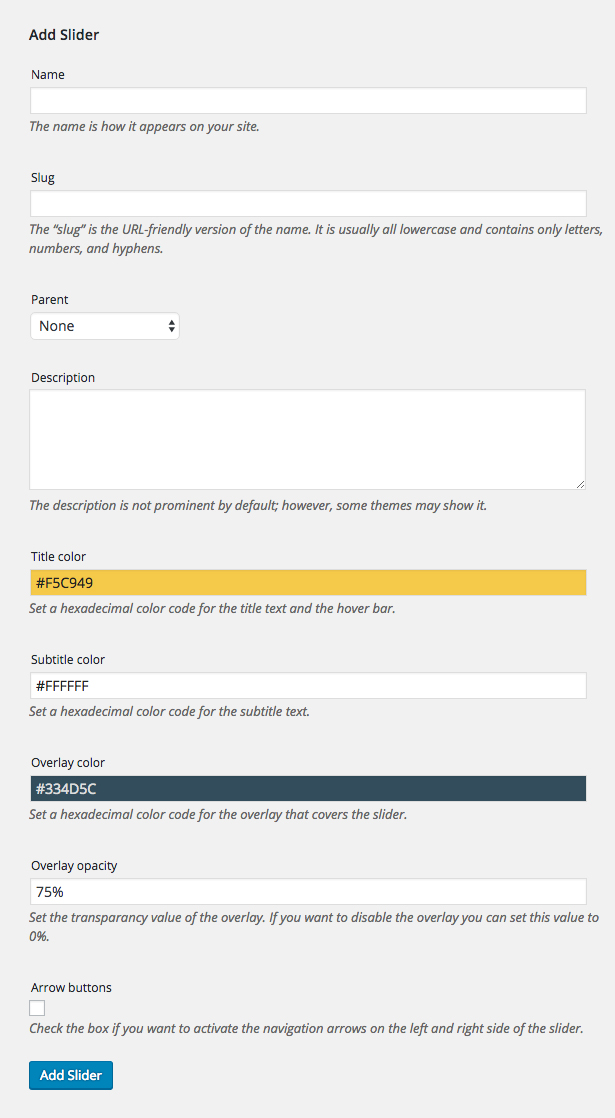 Add Slider
Name
The name is how it appears on your site.
Slug
The “slug” is the URL-friendly version of the name. It is usually all lowercase and contains only letters,
numbers, and hyphens.
Parent
None
Description
The description is not prominent by default; however, some themes may show it.
Title color
#F5C949
Set a hexadecimal color code for the title text and the hover bar.
Subtitle color
#FFFFFF
Set a hexadecimal color code for the subtitle text.
Overlay color
#334D5C
Set a hexadecimal color code for the overlay that covers the slider.
Overlay opacity
75%
Set the transparancy value of the overlay. If you want to disable the overlay you can set this value to
0%.
Arrow buttons
Check the box if you want to activate the navigation arrows on the left and right side of the slider.
Add Slider